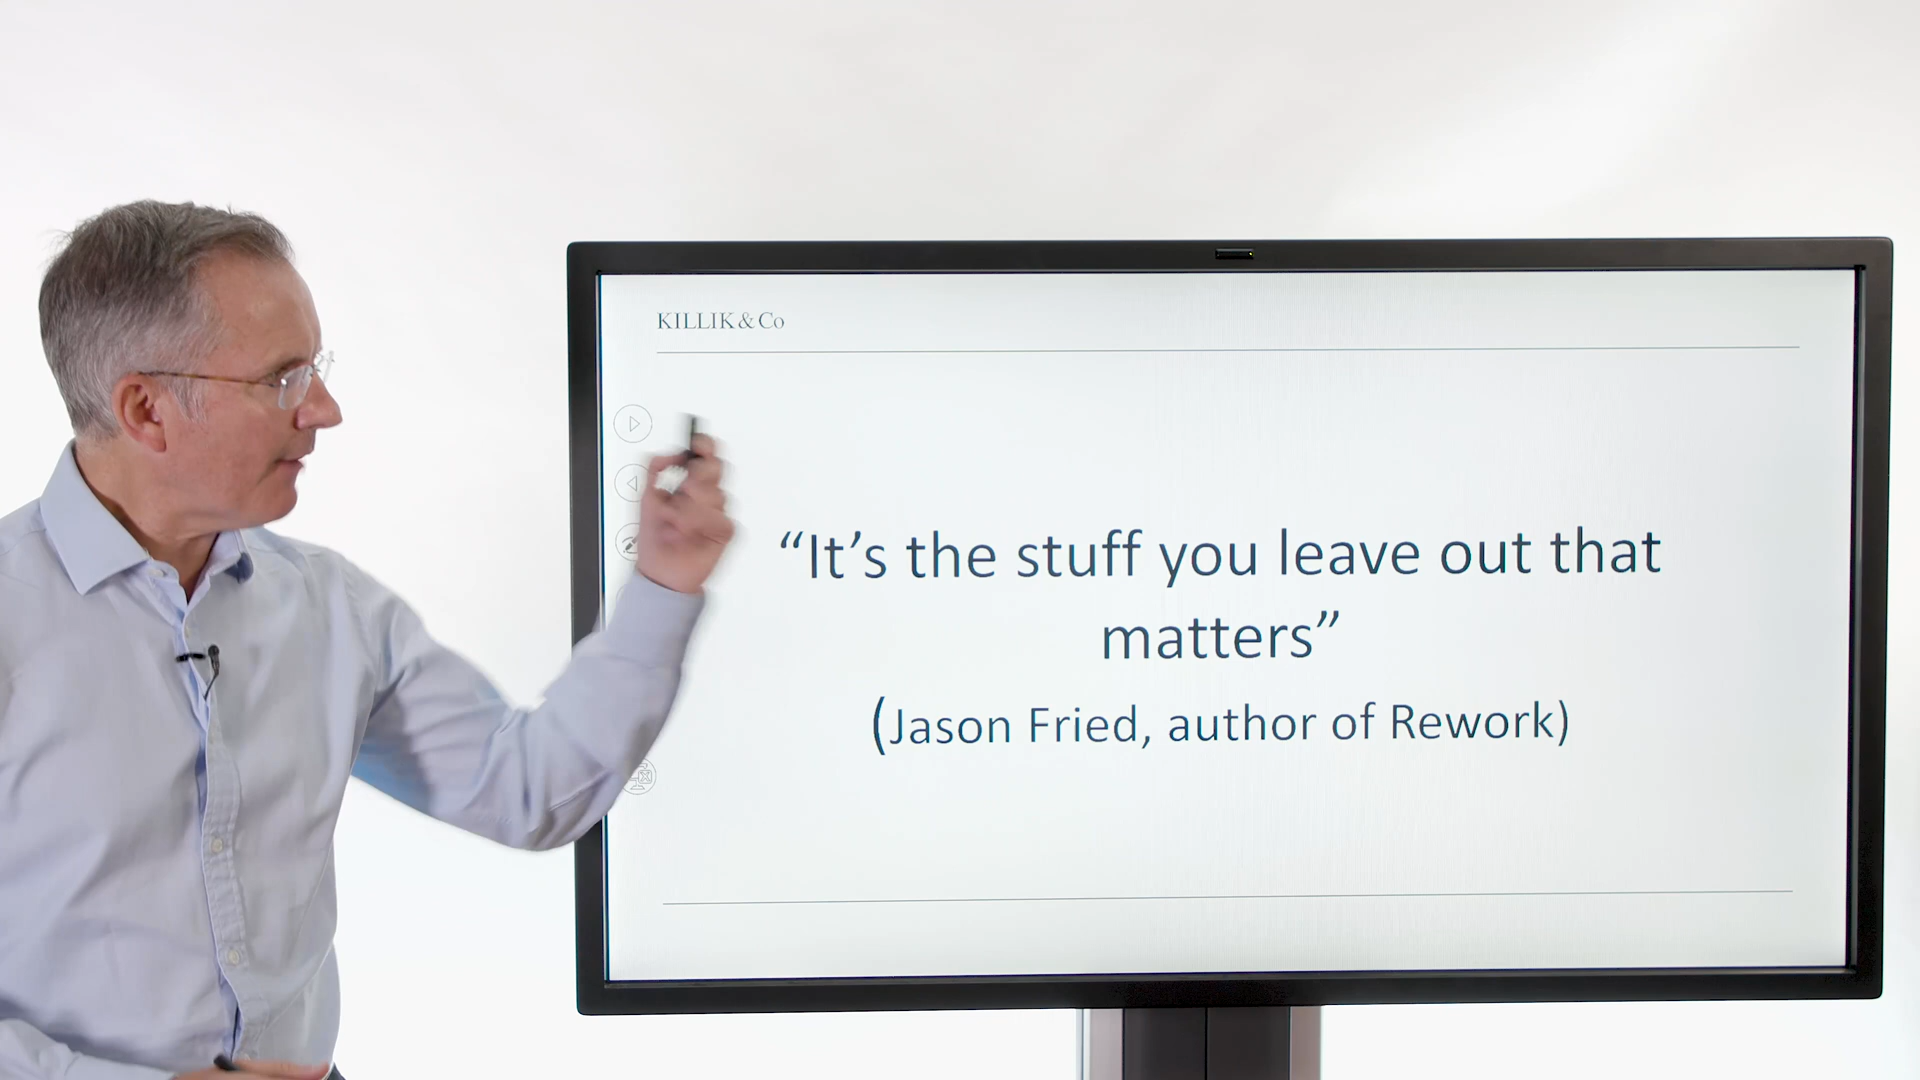 KILLIK & Co
“It’s the stuff you leave out that
matters”
(Jason Fried, author of Rework)